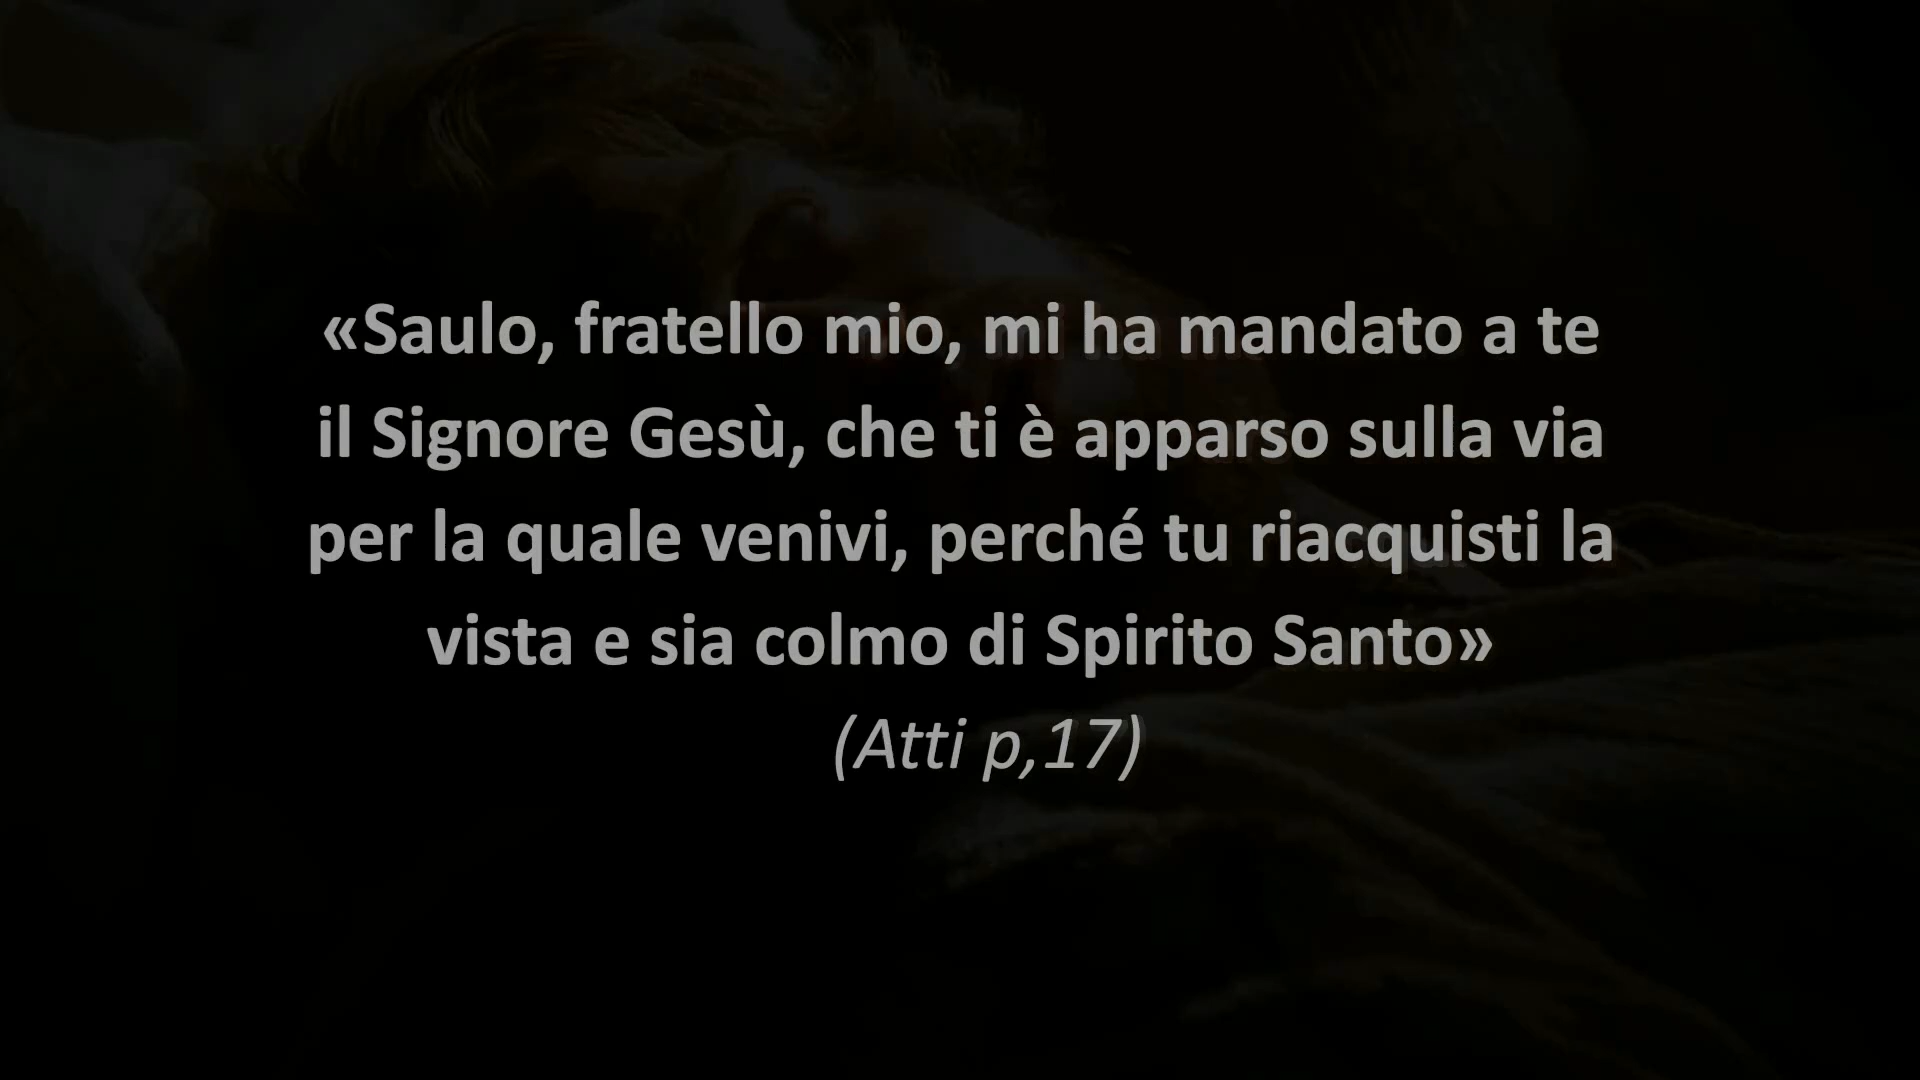 «Saulo, fratello mio, mi ha mandato a te
il Signore Gesù, che ti è apparso sulla via
per la quale venivi, perché tu riacquisti la
vista e sia colmo di Spirito Santo»
(Atti p,17)